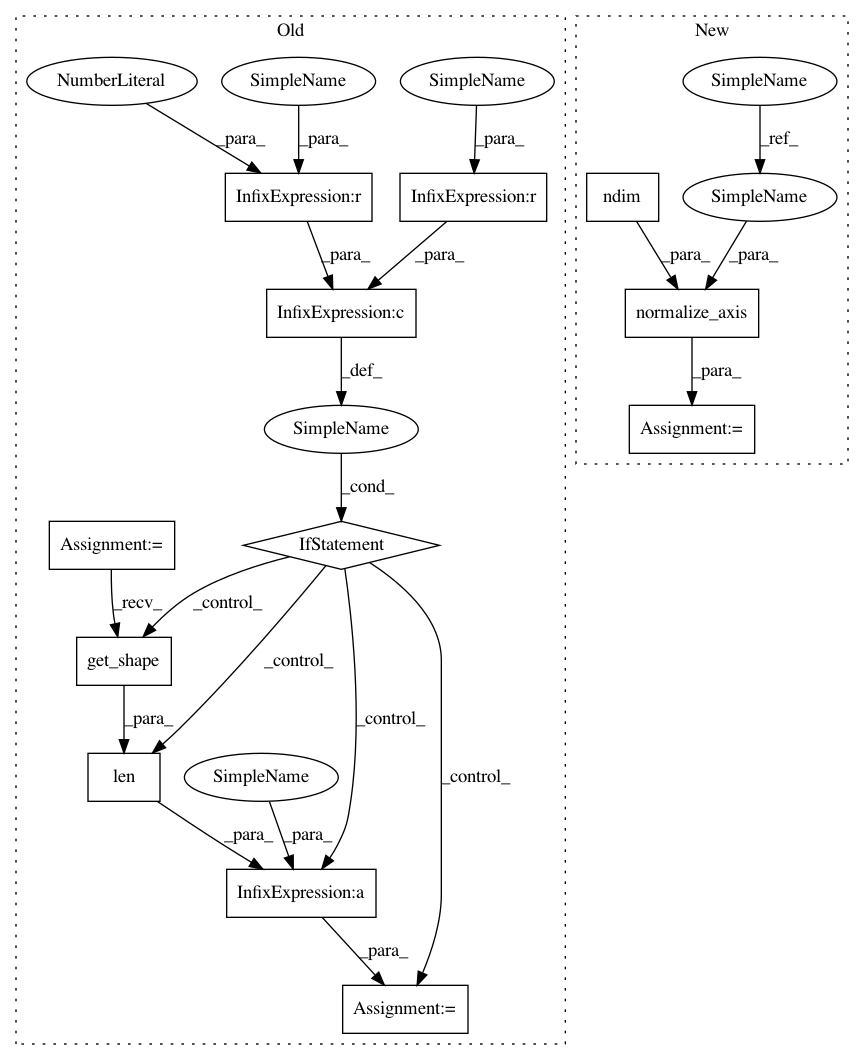 Old
New
NumberLiteral
SimpleName
SimpleName
SimpleName
_para_
_para_
_para_
_ref_
InfixExpression:r
InfixExpression:r
ndim
SimpleName
_para_
_para_
_para_
_para_
InfixExpression:c
normalize_axis
_def_
_para_
SimpleName
Assignment:=
_cond_
Assignment:=
IfStatement
_recv_
_control_
get_shape
_control_
_para_
_control_
len
SimpleName
_control_
_para_
_para_
InfixExpression:a
_para_
Assignment:=